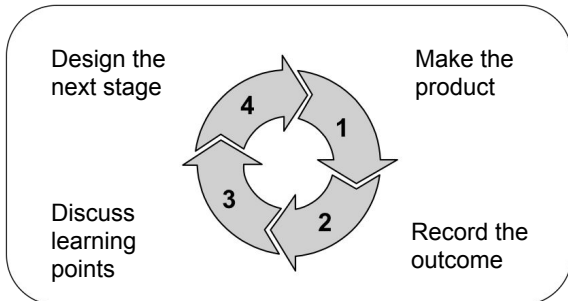 Design the
next stage
Make the
product
4
1
3
2
Discuss
learning
points
Record the
outcome